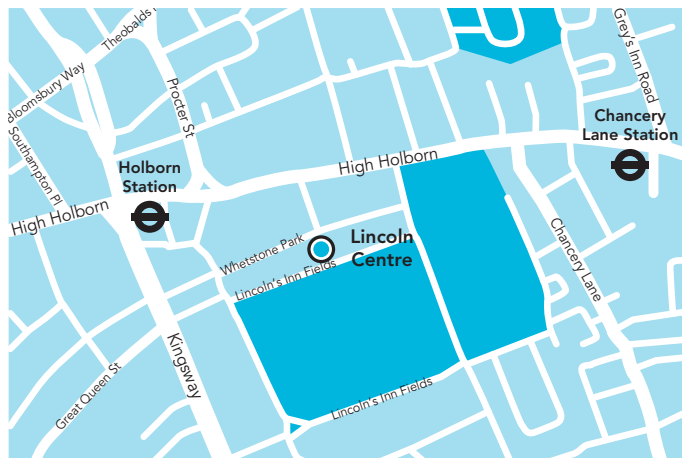 Theobalds R
Bloomsbury Way
Procter St
Grey's Inn Road
Southampton Pl
Chancery
Lane Station
Holborn
Station
High Holborn
High Holborn
Whetstone Park
Lincoln
Centre
Lincoln's Inn Fields
Chancery Lane
Kingsway
Great Queen St
Lincoln's Inn Fields